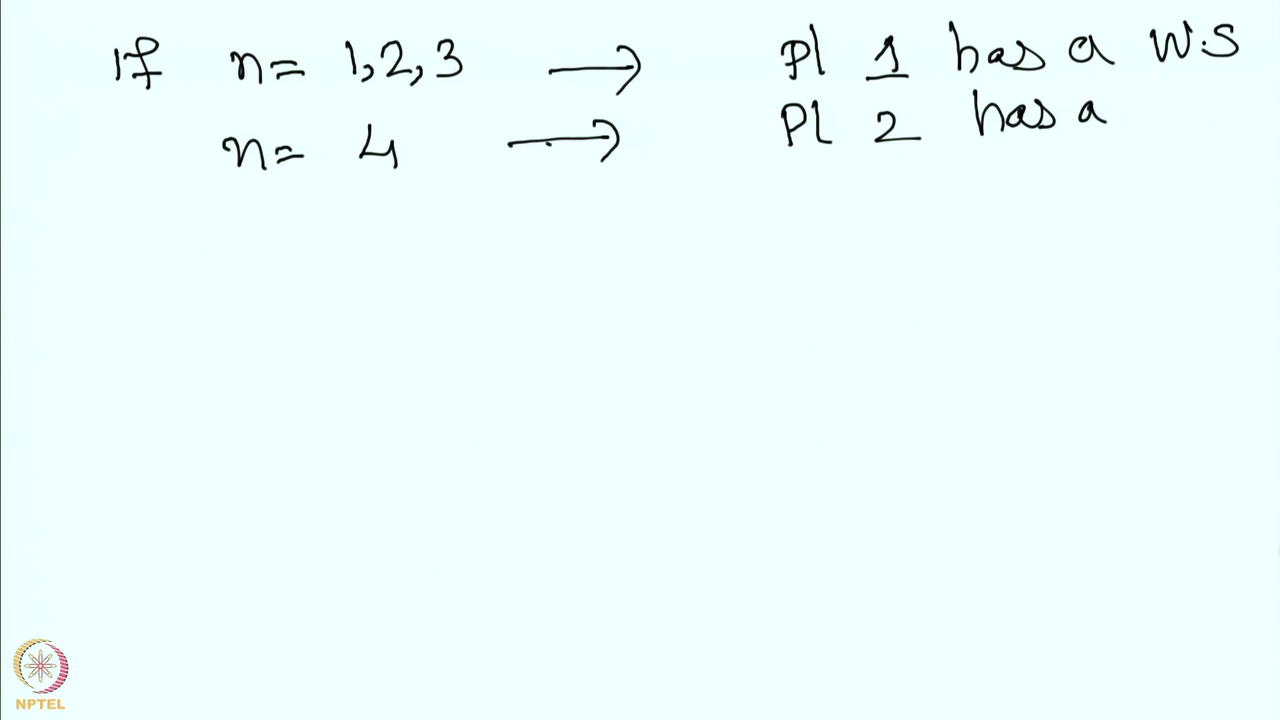 If n= 1,2,3 → Pl 1 has a W.S
n= 4 → Pl 2 has a
NPTEL